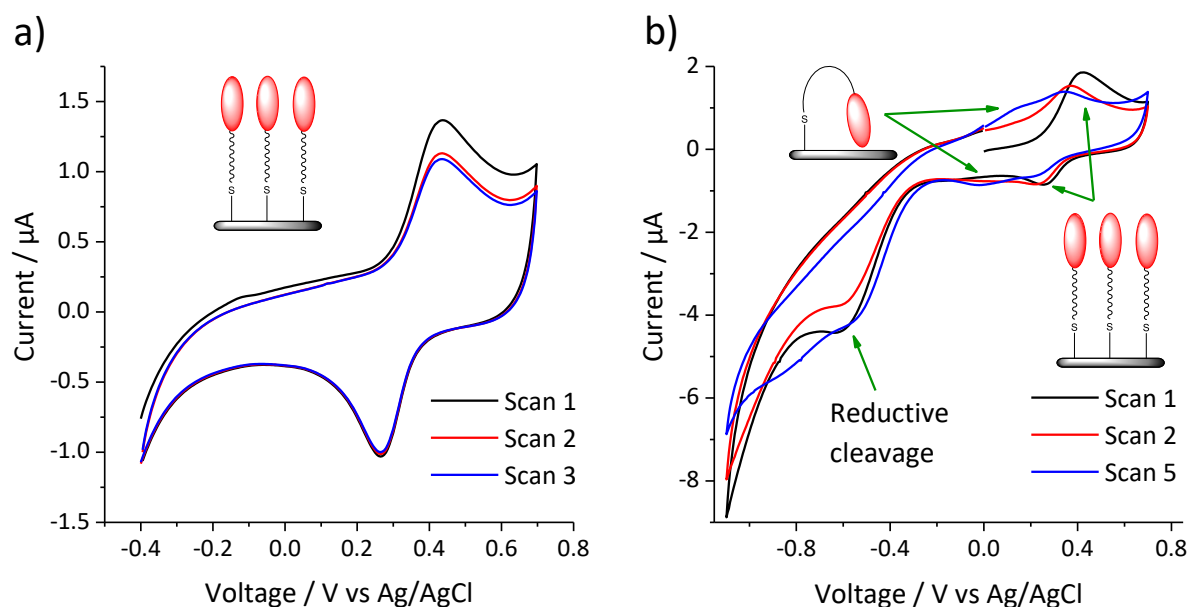 a)
1.5
1.0
0.5
0.0
-0.5
-1.0
-1.5
Current / µA
-0.4 -0.2 0.0 0.2 0.4 0.6 0.8
Voltage / V vs Ag/AgCl
S S S
Scan 1
Scan 2
Scan 3
b)
2
0
-2
-4
-6
-8
Current / µA
-0.8 -0.4 0.0 0.4 0.8
Voltage / V vs Ag/AgCl
S
S S S
Reductive
cleavage
Scan 1
Scan 2
Scan 5